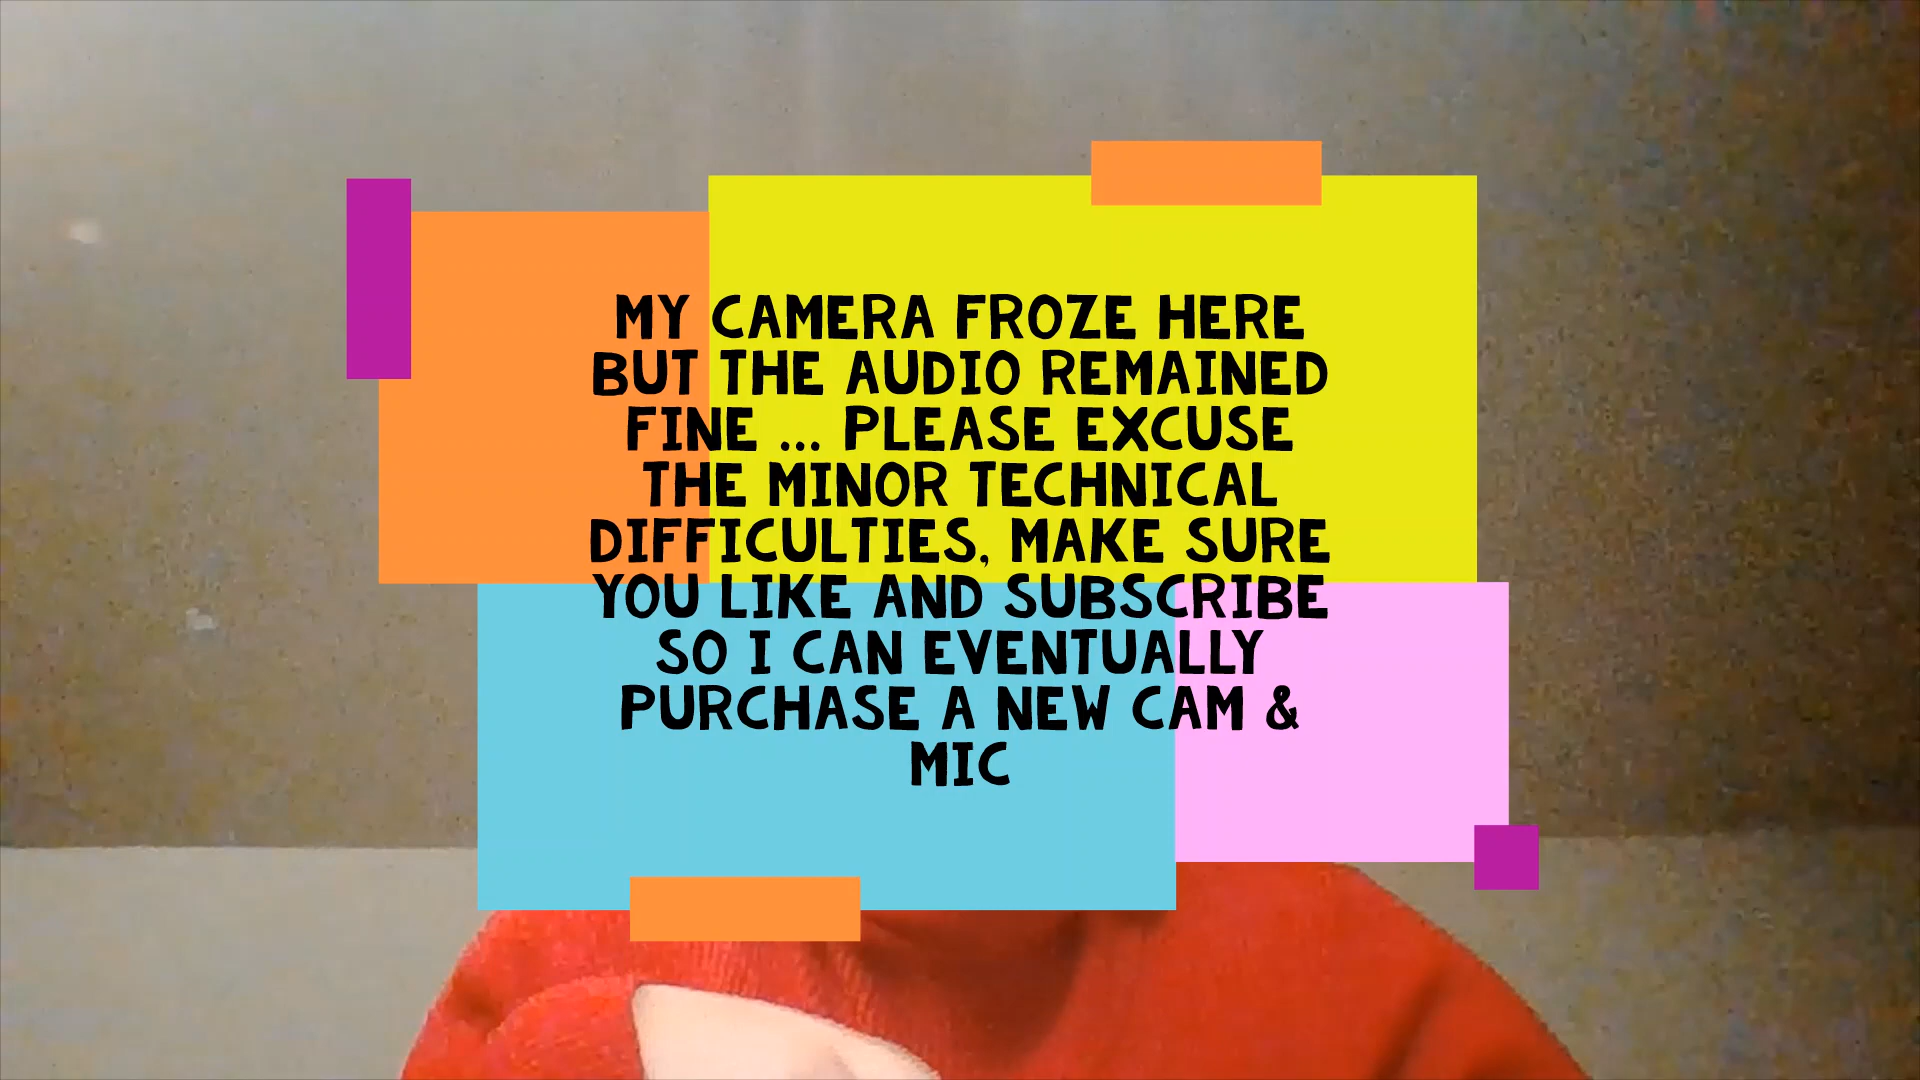 MY CAMERA FROZE HERE
BUT THE AUDIO REMAINED
FINE ... PLEASE EXCUSE
THE MINOR TECHNICAL
DIFFICULTIES, MAKE SURE
YOU LIKE AND SUBSCRIBE
SO I CAN EVENTUALLY
PURCHASE A NEW CAM &
MIC